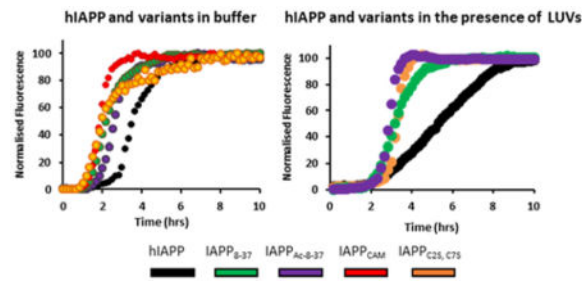 hIAPP and variants in buffer
hIAPP and variants in the presence of LUVs
Normalised Fluorescence
100
80
60
40
20
0
0 2 4 6 8 10
Time (hrs)
Normalised Fluorescence
100
80
60
40
20
0
0 2 4 6 8 10
Time (hrs)
hIAPP IAPP8-37 IAPPAc-8-37 IAPPCAM IAPPC2S, C7S